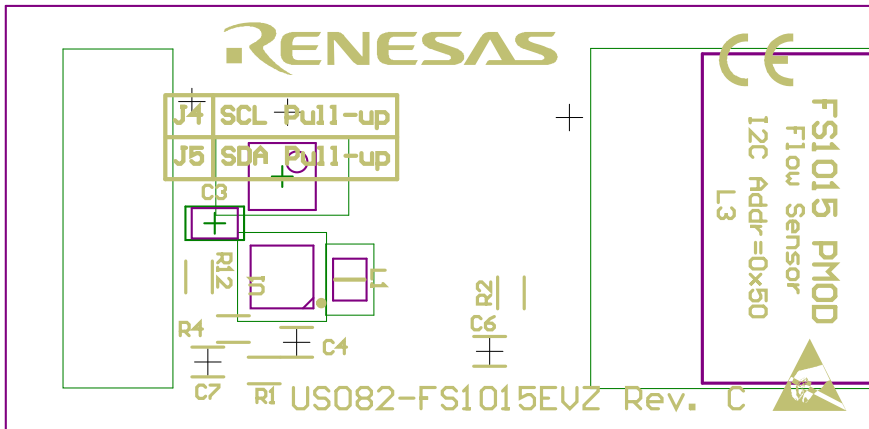 RENESAS
J4 SCL Pull-up
J5 SDA Pull-up
C3
R12
U1
L1
R2
R4
C4
C6
C7
R1
US082-FS1015EVZ Rev. C
CE
FS1015 PMOD
Flow Sensor
I2C Addr=0x50
L3